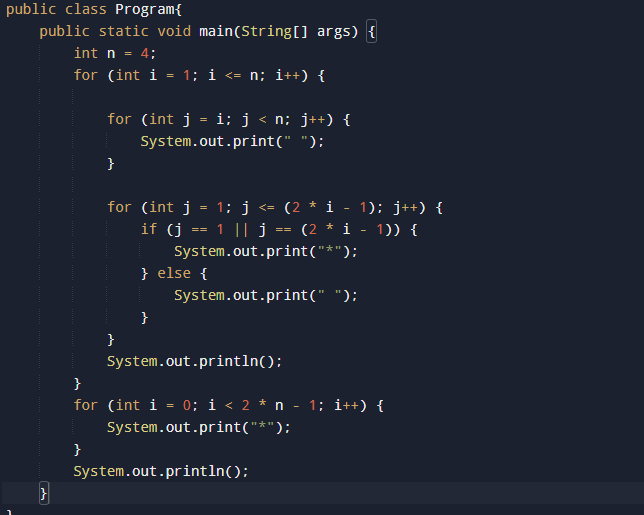 public class Program{
    public static void main(String[] args) {
        int n = 4;
        for (int i = 1; i <= n; i++) {

            for (int j = i; j < n; j++) {
                System.out.print(" ");
            }

            for (int j = 1; j <= (2 * i - 1); j++) {
                if (j == 1 || j == (2 * i - 1)) {
                    System.out.print("*");
                } else {
                    System.out.print(" ");
                }
            }
            System.out.println();
        }
        for (int i = 0; i < 2 * n - 1; i++) {
            System.out.print("*");
        }
        System.out.println();
    }
}